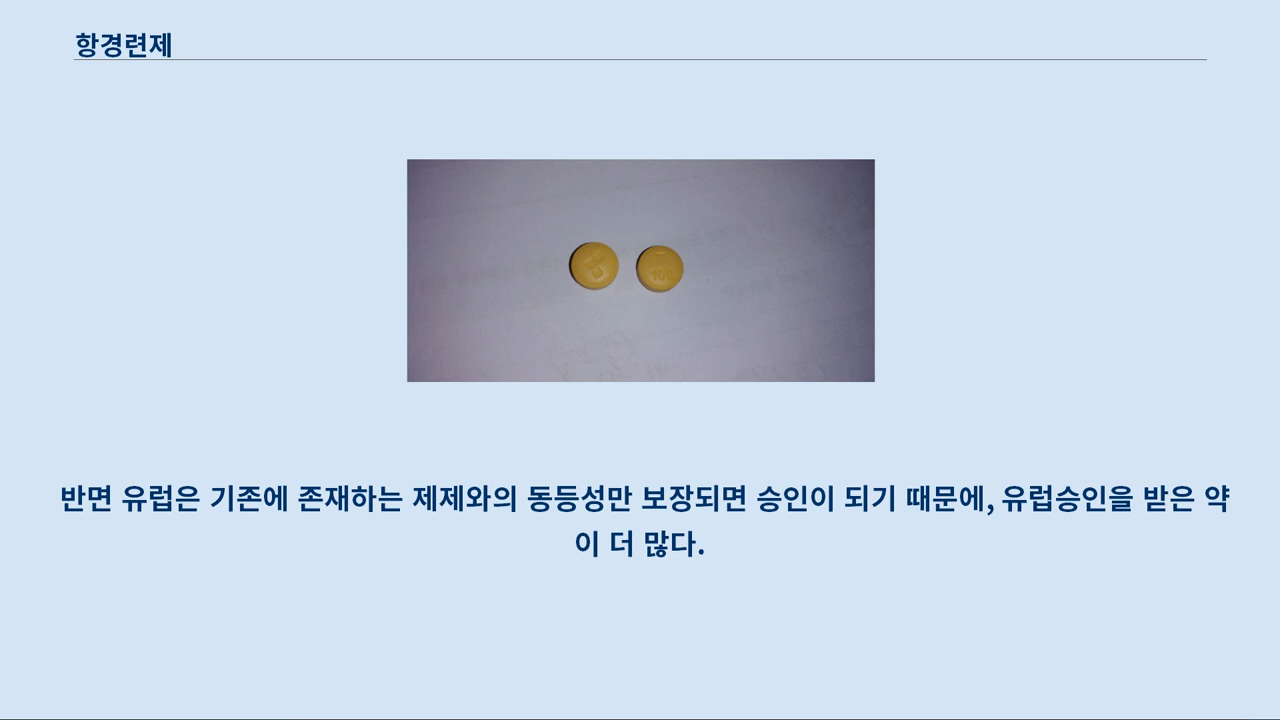 항경련제
100
반면 유럽은 기존에 존재하는 제제와의 동등성만 보장되면 승인이 되기 때문에, 유럽승인을 받은 약
이 더 많다.